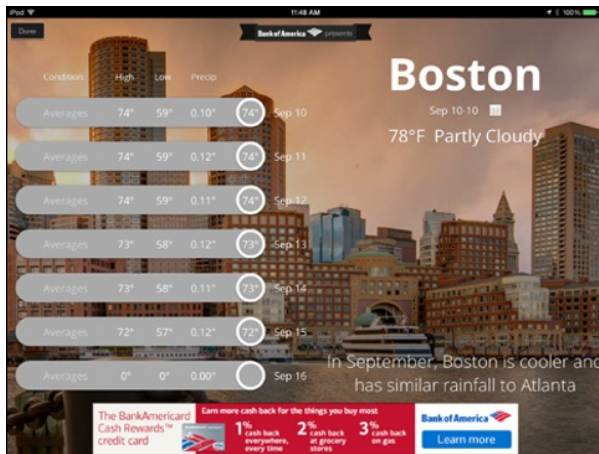 iPad 11:48 AM 100%
Done
Bank of America presents
Boston
Sep 10-10
78°F Partly Cloudy
Condition High Low Precip
Averages 74° 59° 0.10" 74° Sep 10
Averages 74° 59° 0.12" 74° Sep 11
Averages 74° 59° 0.11" 74° Sep 12
Averages 73° 58° 0.12" 73° Sep 13
Averages 73° 58° 0.11" 73° Sep 14
Averages 72° 57° 0.12" 72° Sep 15
Averages 0° 0° 0.00" Sep 16
In September, Boston is cooler and
has similar rainfall to Atlanta
The BankAmericard
Cash Rewards™
credit card
Earn more cash back for the things you buy most
1% cash back
everywhere,
every time
2% cash back
at grocery
stores
3% cash back
on gas
Bank of America
Learn more